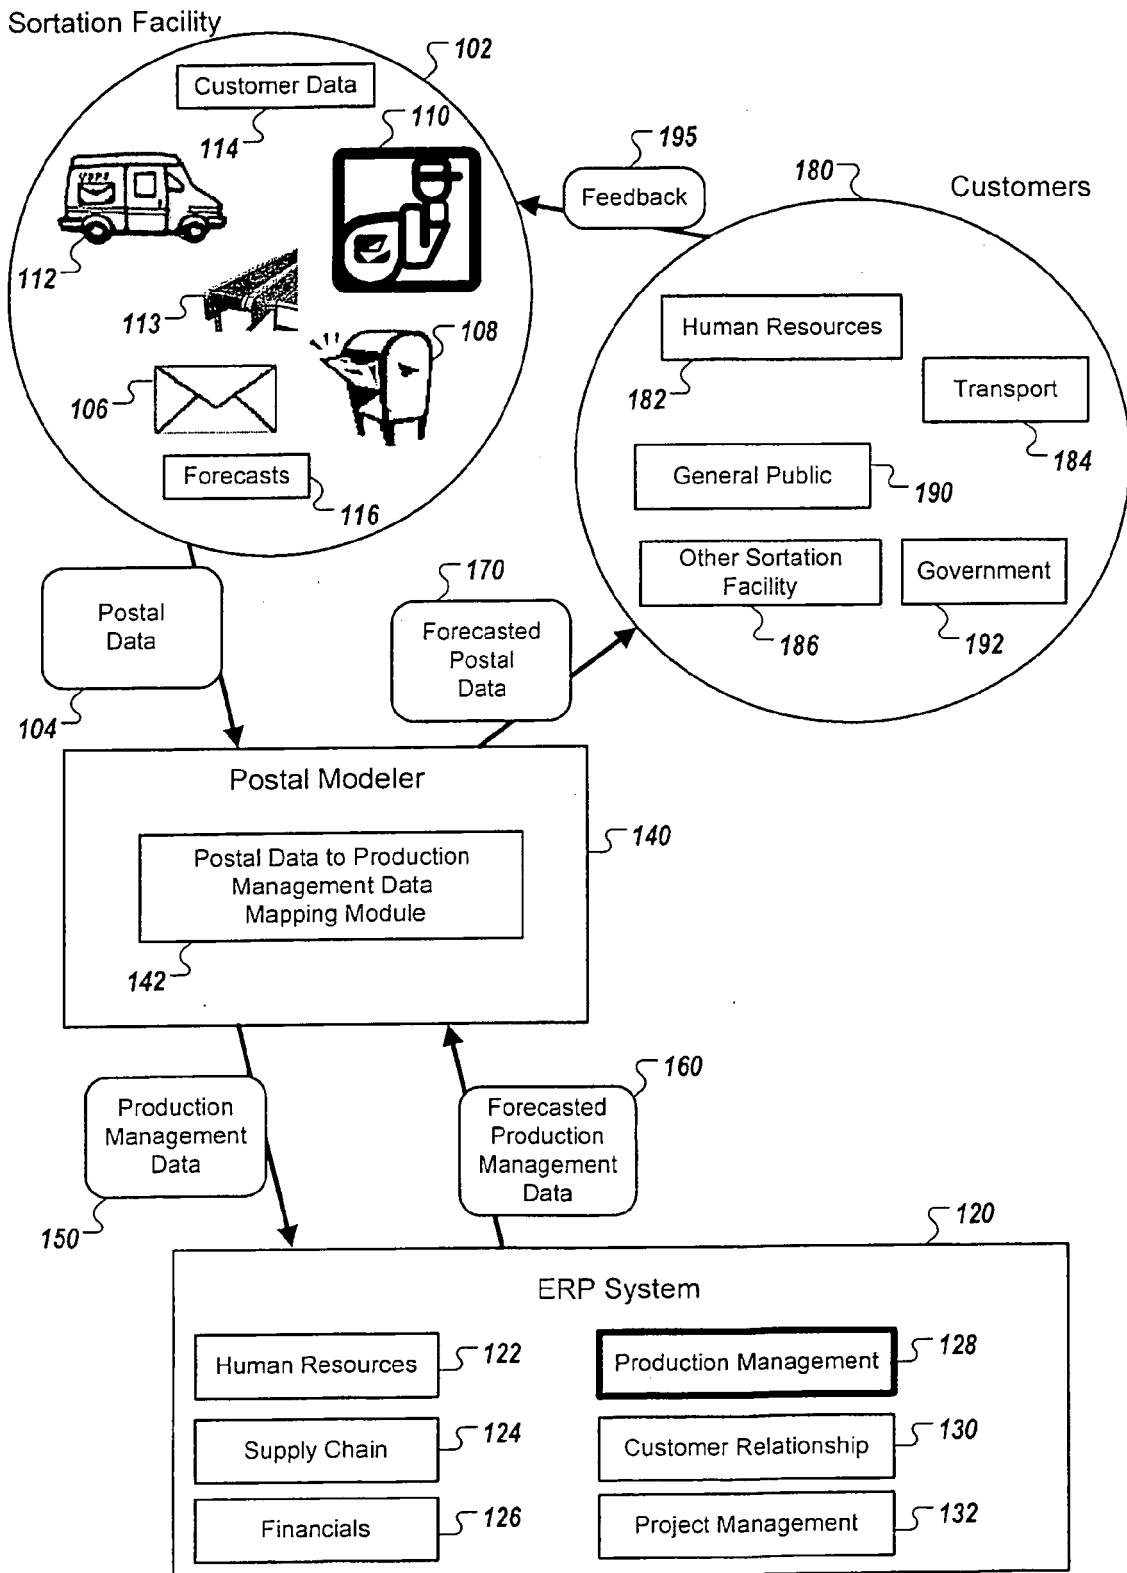 Sortation Facility
102
Customer Data
114
110
112
113
108
106
Forecasts
116
195
Feedback
180
Customers
Human Resources
182
Transport
184
General Public
190
Other Sortation
Facility
186
Government
192
Postal
Data
104
170
Forecasted
Postal
Data
Postal Modeler
140
Postal Data to Production
Management Data
Mapping Module
142
Production
Management
Data
150
160
Forecasted
Production
Management
Data
120
ERP System
Human Resources
122
Production Management
128
Supply Chain
124
Customer Relationship
130
Financials
126
Project Management
132